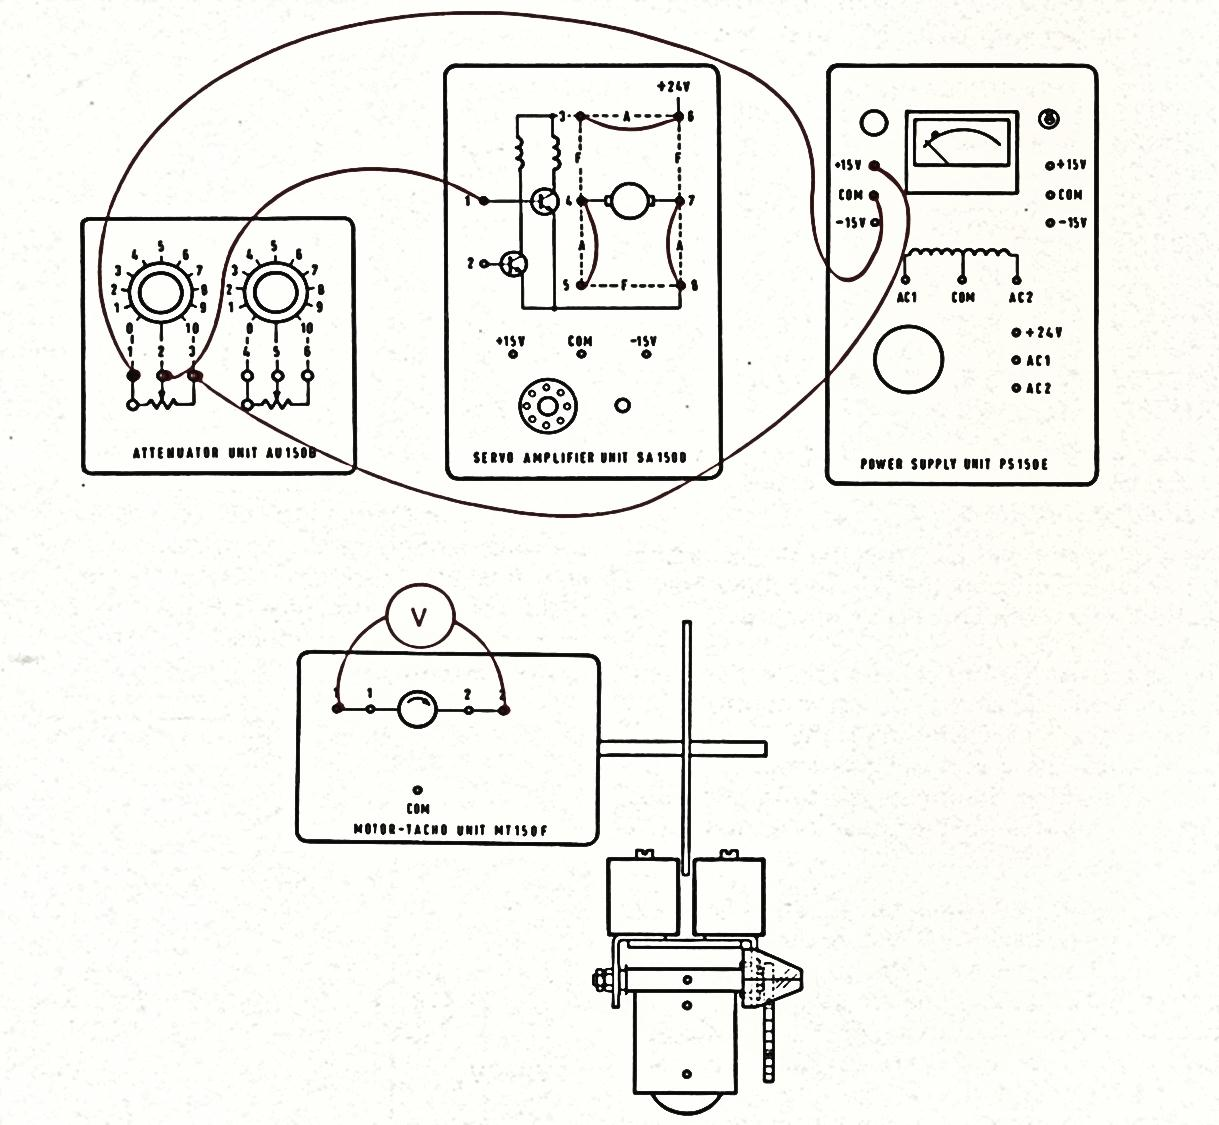 +24V
3 A 6
F F
1 4 7
A A
2 5 F 8
+15V COM -15V
SERVO AMPLIFIER UNIT SA150D
+15V +15V
COM COM
-15V -15V
AC1 COM AC2
+24V
AC1
AC2
POWER SUPPLY UNIT PS150E
5 5
4 6 4 6
3 7 3 7
2 8 2 8
1 9 1 9
0 10 0 10
1 2 3 4 5 6
ATTENUATOR UNIT AU150B
V
1 1 2 2
COM
MOTOR-TACHO UNIT MT150F